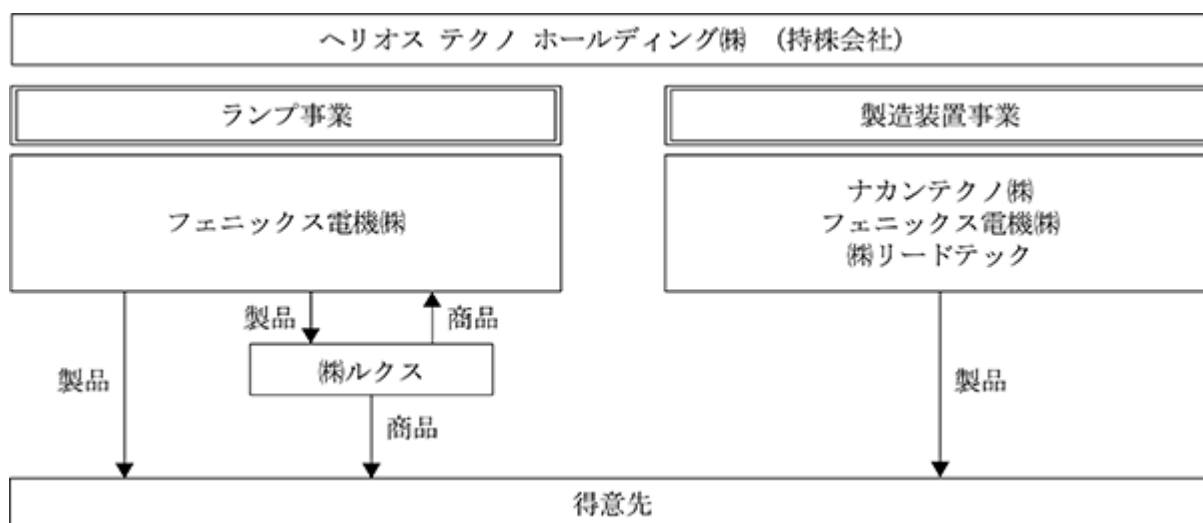 ヘリオス テクノ ホールディング㈱ (持株会社)
ランプ事業
製造装置事業
フェニックス電機㈱
ナカンテクノ㈱
フェニックス電機㈱
㈱リードテック
製品
商品
㈱ルクス
製品
製品
商品
得意先